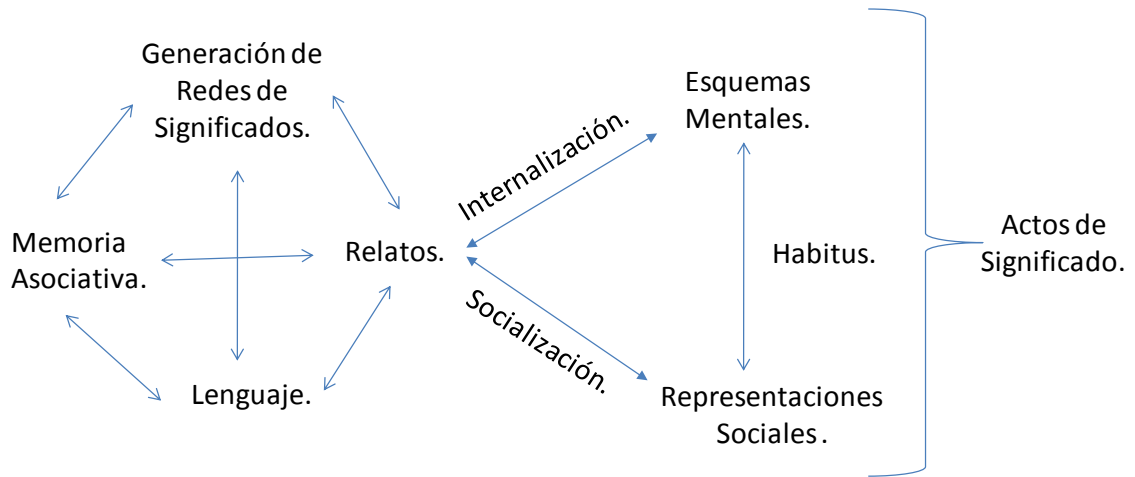 Generación de
Redes de
Significados.
Memoria
Asociativa.
Lenguaje.
Relatos.
Internalización.
Socialización.
Esquemas
Mentales.
Habitus.
Representaciones
Sociales.
Actos de
Significado.